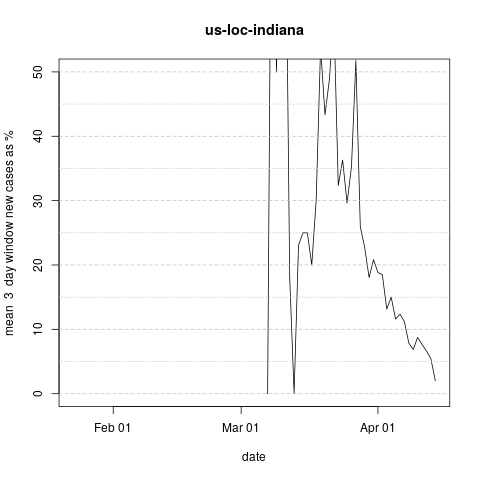 us-loc-indiana
mean 3 day window new cases as %
50
40
30
20
10
0
Feb 01
Mar 01
Apr 01
date